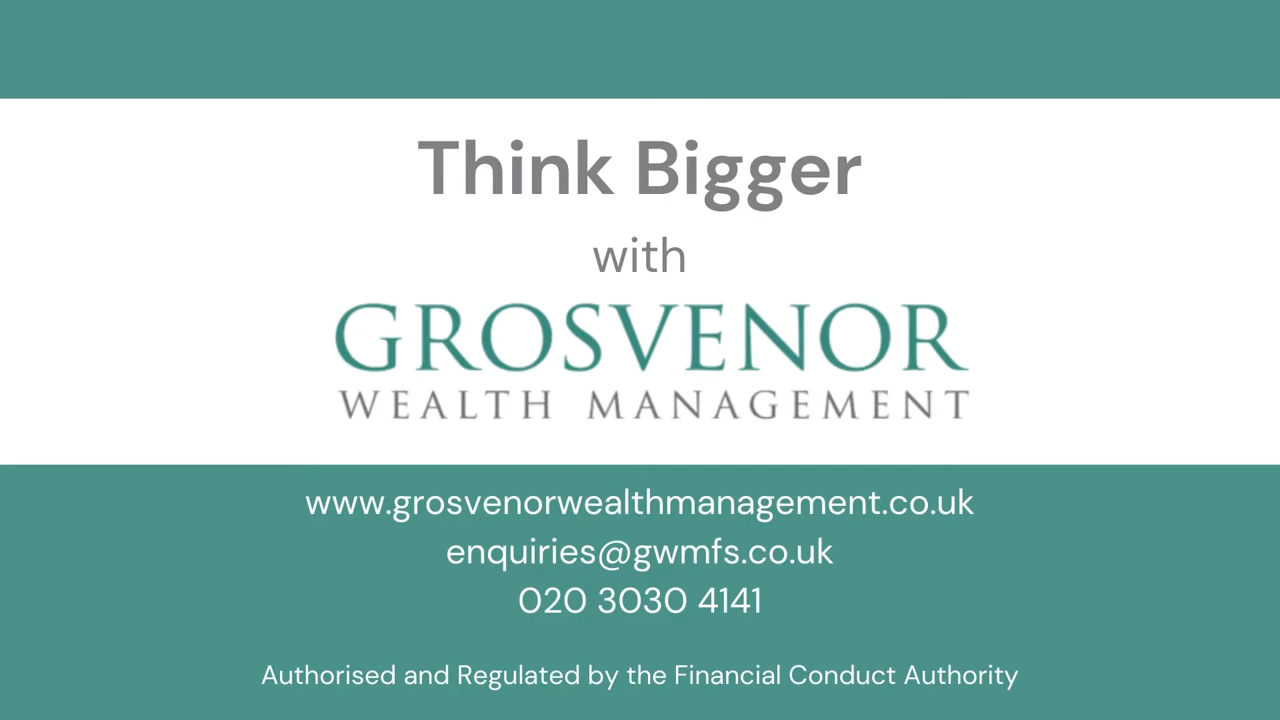 Think Bigger
with
GROSVENOR
WEALTH MANAGEMENT
www.grosvenorwealthmanagement.co.uk
enquiries@gwmfs.co.uk
020 3030 4141
Authorised and Regulated by the Financial Conduct Authority